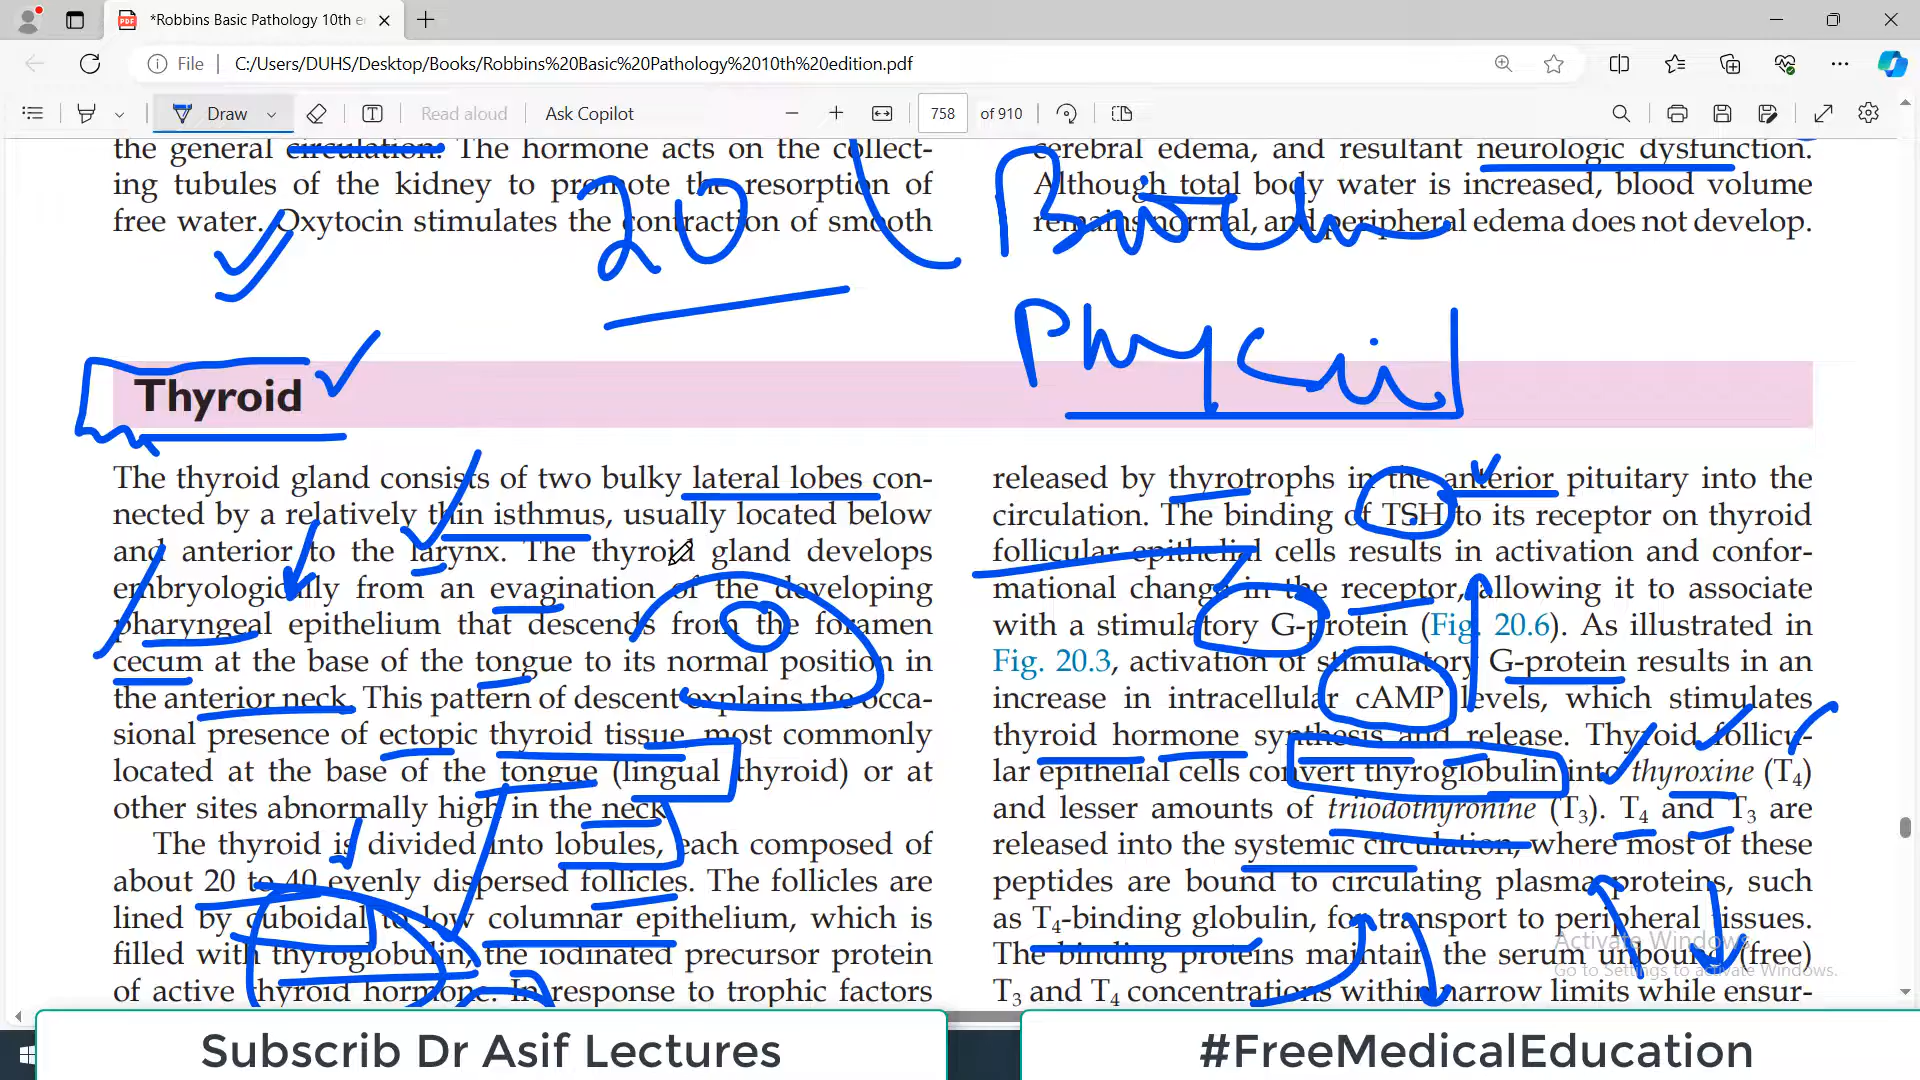 *Robbins Basic Pathology 10th e
File
C:/Users/DUHS/Desktop/Books/Robbins%20Basic%20Pathology%2010th%20edition.pdf
Draw
Read aloud
Ask Copilot
758 of 910
the general circulation. The hormone acts on the collect-
ing tubules of the kidney to promote the resorption of
free water. Oxytocin stimulates the contraction of smooth
20
cerebral edema, and resultant neurologic dysfunction.
Although total body water is increased, blood volume
remains normal, and peripheral edema does not develop.
Thyroid
The thyroid gland consists of two bulky lateral lobes con-
nected by a relatively thin isthmus, usually located below
and anterior to the larynx. The thyroid gland develops
embryologically from an evagination of the developing
pharyngeal epithelium that descends from the foramen
cecum at the base of the tongue to its normal position in
the anterior neck. This pattern of descent explains the occa-
sional presence of ectopic thyroid tissue, most commonly
located at the base of the tongue (lingual thyroid) or at
other sites abnormally high in the neck.
The thyroid is divided into lobules, each composed of
about 20 to 40 evenly dispersed follicles. The follicles are
lined by cuboidal to low columnar epithelium, which is
filled with thyroglobulin, the iodinated precursor protein
of active thyroid hormone. In response to trophic factors
released by thyrotrophs in the anterior pituitary into the
circulation. The binding of TSH to its receptor on thyroid
follicular epithelial cells results in activation and confor-
mational change in the receptor, allowing it to associate
with a stimulatory G-protein (Fig. 20.6). As illustrated in
Fig. 20.3, activation of stimulatory G-protein results in an
increase in intracellular cAMP levels, which stimulates
thyroid hormone synthesis and release. Thyroid follicu-
lar epithelial cells convert thyroglobulin into thyroxine (T4)
and lesser amounts of triiodothyronine (T3). T4 and T3 are
released into the systemic circulation, where most of these
peptides are bound to circulating plasma proteins, such
as T4-binding globulin, for transport to peripheral tissues.
The binding proteins maintain the serum unbound (free)
T3 and T4 concentrations within narrow limits while ensur-
Activate Windows
Go to Settings to activate Windows.
Subscrib Dr Asif Lectures
#FreeMedicalEducation